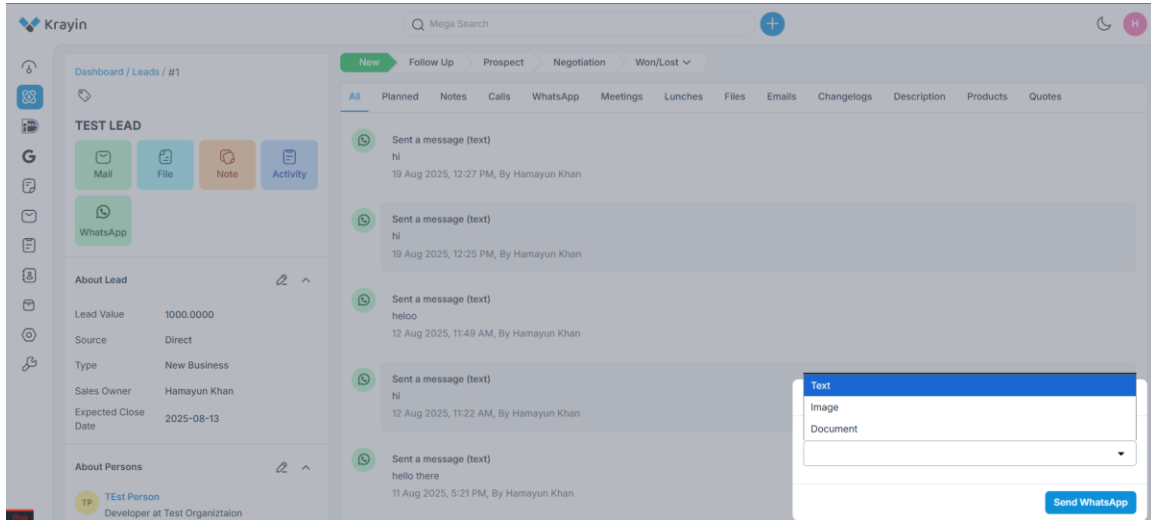 Krayin
Mega Search
H
Dashboard / Leads / #1
TEST LEAD
Mail
File
Note
Activity
WhatsApp
About Lead
Lead Value 1000.0000
Source Direct
Type New Business
Sales Owner Hamayun Khan
Expected Close Date 2025-08-13
About Persons
TP
TEst Person
Developer at Test Organiztaion
New Follow Up Prospect Negotiation Won/Lost
All Planned Notes Calls WhatsApp Meetings Lunches Files Emails Changelogs Description Products Quotes
Sent a message (text)
hi
19 Aug 2025, 12:27 PM, By Hamayun Khan
Sent a message (text)
hi
19 Aug 2025, 12:25 PM, By Hamayun Khan
Sent a message (text)
heloo
12 Aug 2025, 11:49 AM, By Hamayun Khan
Sent a message (text)
hi
12 Aug 2025, 11:22 AM, By Hamayun Khan
Sent a message (text)
hello there
11 Aug 2025, 5:21 PM, By Hamayun Khan
Text
Image
Document
Send WhatsApp